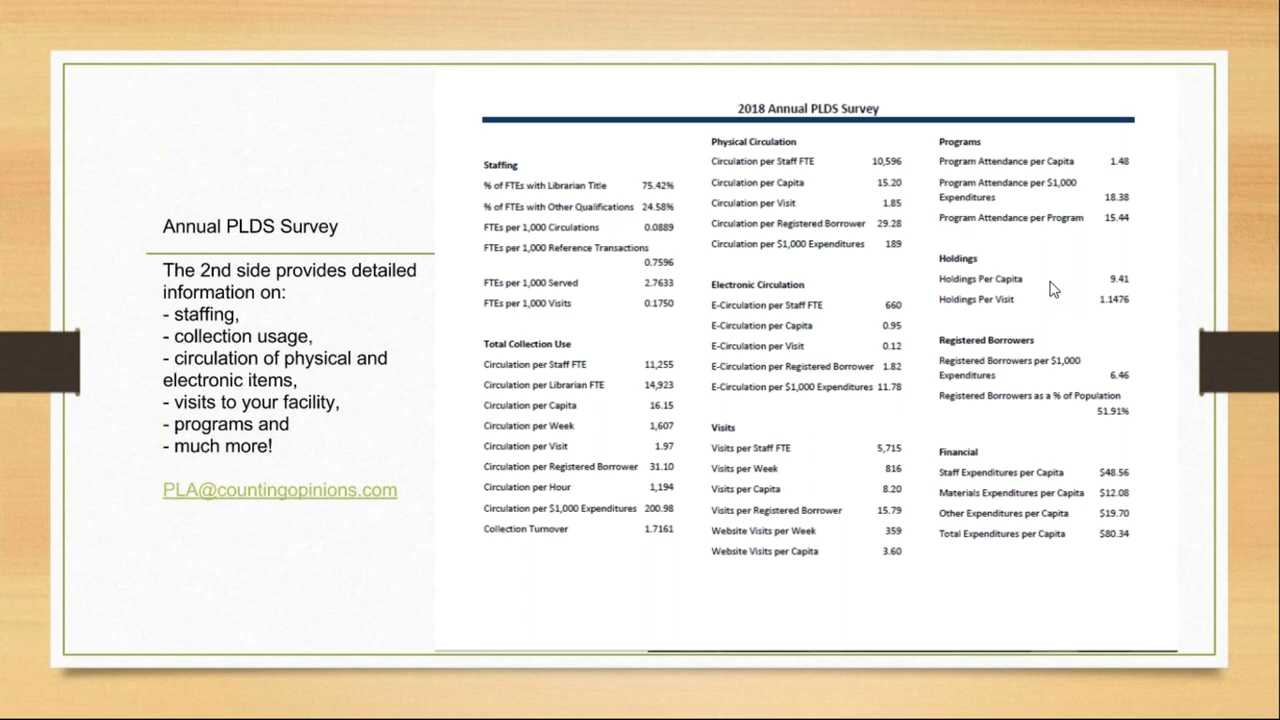 Annual PLDS Survey
The 2nd side provides detailed
information on:
- staffing,
- collection usage,
- circulation of physical and
electronic items,
- visits to your facility,
- programs and
- much more!
PLA@countingopinions.com
2018 Annual PLDS Survey
Staffing
% of FTEs with Librarian Title 75.42%
% of FTEs with Other Qualifications 24.58%
FTEs per 1,000 Circulations 0.0889
FTEs per 1,000 Reference Transactions
0.7596
FTEs per 1,000 Served 2.7633
FTEs per 1,000 Visits 0.1750
Total Collection Use
Circulation per Staff FTE 11,255
Circulation per Librarian FTE 14,923
Circulation per Capita 16.15
Circulation per Week 1,607
Circulation per Visit 1.97
Circulation per Registered Borrower 31.10
Circulation per Hour 1,194
Circulation per $1,000 Expenditures 200.98
Collection Turnover 1.7161
Physical Circulation
Circulation per Staff FTE 10,596
Circulation per Capita 15.20
Circulation per Visit 1.85
Circulation per Registered Borrower 29.28
Circulation per $1,000 Expenditures 189
Electronic Circulation
E-Circulation per Staff FTE 660
E-Circulation per Capita 0.95
E-Circulation per Visit 0.12
E-Circulation per Registered Borrower 1.82
E-Circulation per $1,000 Expenditures 11.78
Visits
Visits per Staff FTE 5,715
Visits per Week 816
Visits per Capita 8.20
Visits per Registered Borrower 15.79
Website Visits per Week 359
Website Visits per Capita 3.60
Programs
Program Attendance per Capita 1.48
Program Attendance per $1,000
Expenditures 18.38
Program Attendance per Program 15.44
Holdings
Holdings Per Capita 9.41
Holdings Per Visit 1.1476
Registered Borrowers
Registered Borrowers per $1,000
Expenditures 6.46
Registered Borrowers as a % of Population
51.91%
Financial
Staff Expenditures per Capita $48.56
Materials Expenditures per Capita $12.08
Other Expenditures per Capita $19.70
Total Expenditures per Capita $80.34